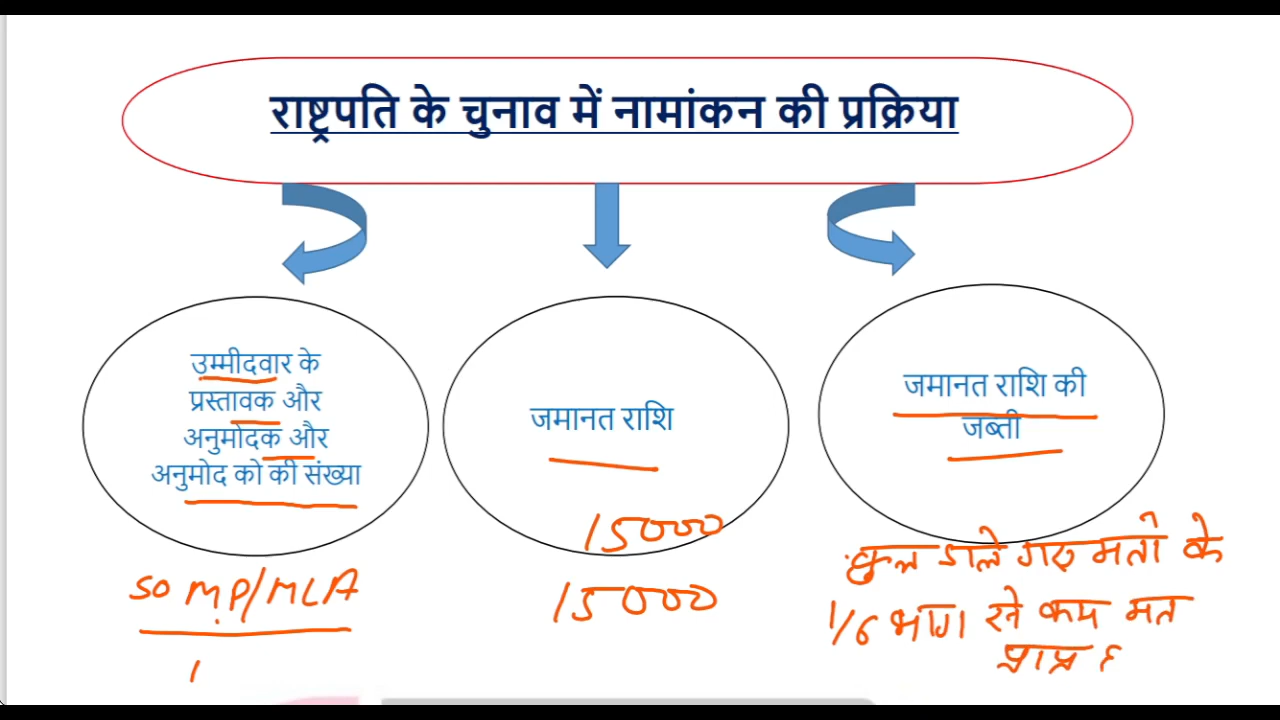 राष्ट्रपति के चुनाव में नामांकन की प्रक्रिया
उम्मीदवार के
प्रस्तावक और
अनुमोदक और
अनुमोद को की संख्या
50 MP/MLA
1
जमानत राशि
15000
15000
जमानत राशि की
जब्ती
कुल डाले गए मतों के
1/6 भाग से कम मत
प्राप्त